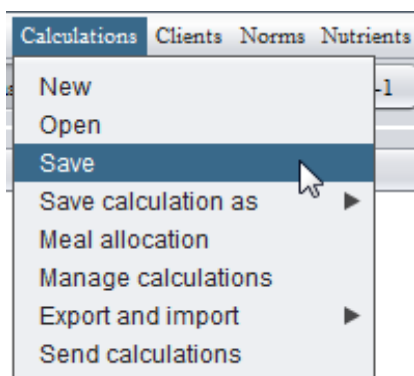 Calculations Clients Norms Nutrients
-1
New
Open
Save
Save calculation as
Meal allocation
Manage calculations
Export and import
Send calculations